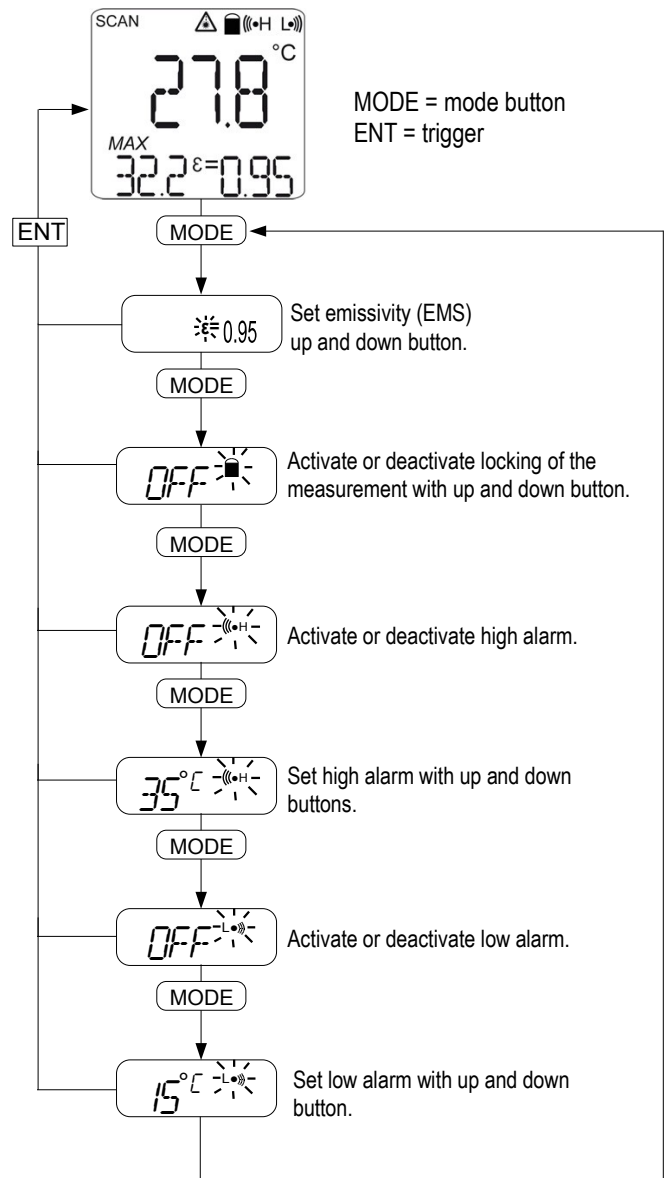 SCAN H L
27.8 °C
MAX
32.2 ε=0.95
MODE = mode button
ENT = trigger
ENT
MODE
ε= 0.95
Set emissivity (EMS)
up and down button.
MODE
OFF
Activate or deactivate locking of the
measurement with up and down button.
MODE
OFF H
Activate or deactivate high alarm.
MODE
35°C H
Set high alarm with up and down
buttons.
MODE
OFF L
Activate or deactivate low alarm.
MODE
15°C L
Set low alarm with up and down
button.